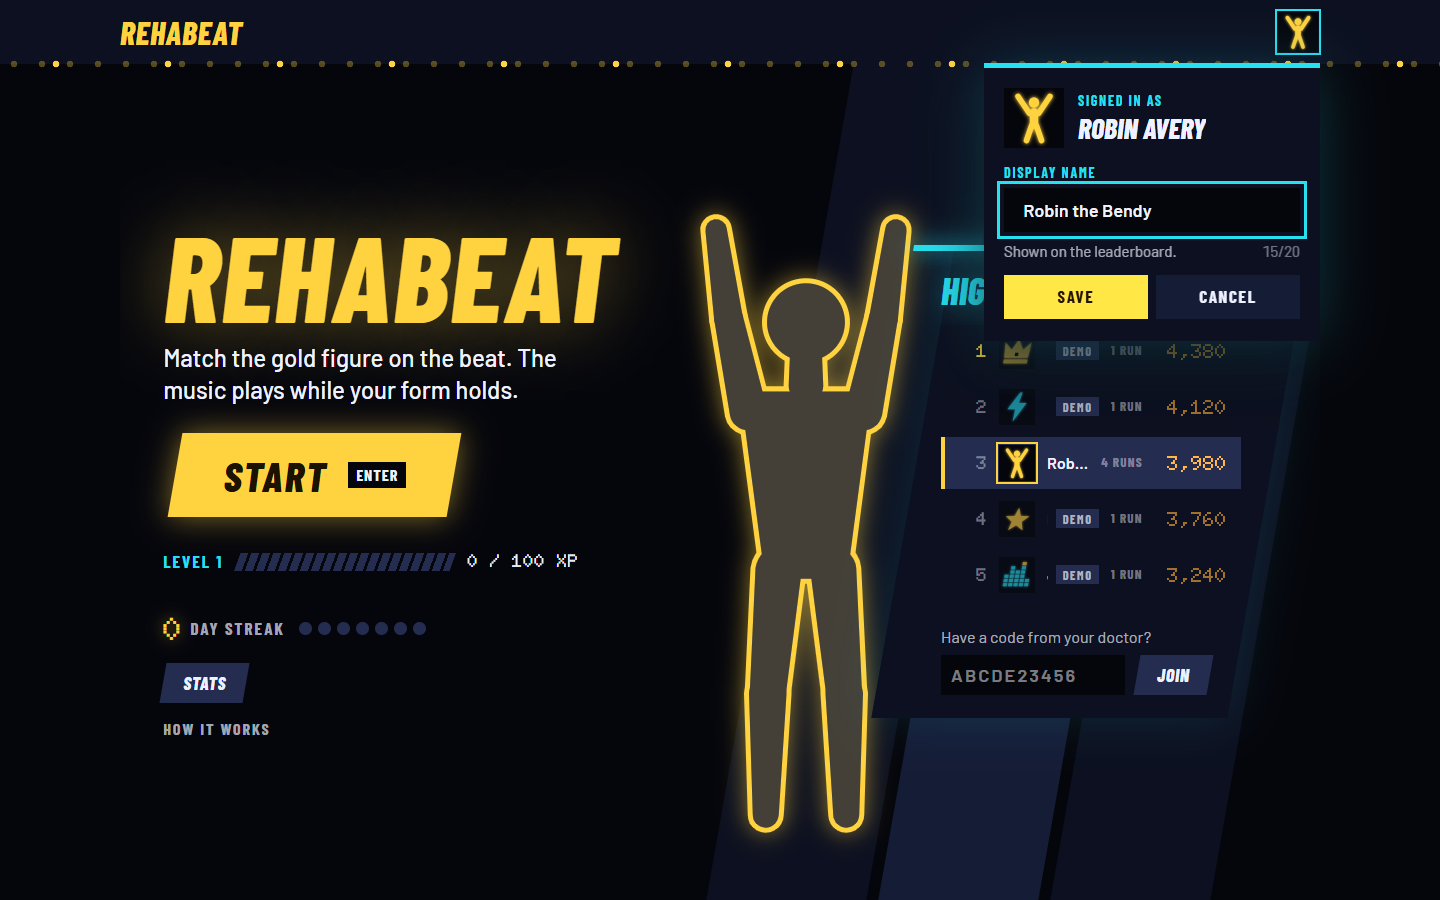 REHABEAT
SIGNED IN AS
ROBIN AVERY
DISPLAY NAME
Robin the Bendy
Shown on the leaderboard. 15/20
SAVE CANCEL
REHABEAT
Match the gold figure on the beat. The
music plays while your form holds.
START ENTER
LEVEL 1 0 / 100 XP
0 DAY STREAK
STATS
HOW IT WORKS
HIG
1 DEMO 1 RUN 4,380
2 DEMO 1 RUN 4,120
3 Rob... 4 RUNS 3,980
4 DEMO 1 RUN 3,760
5 DEMO 1 RUN 3,240
Have a code from your doctor?
ABCDE23456 JOIN